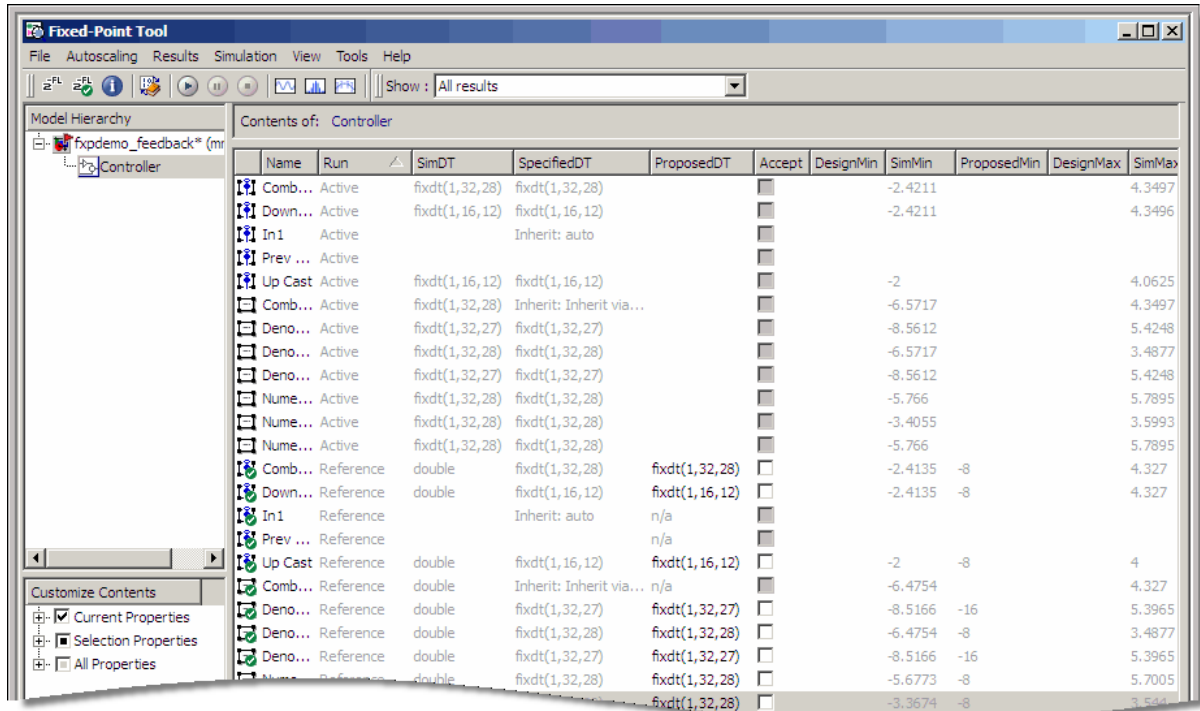 Fixed-Point Tool
File Autoscaling Results Simulation View Tools Help
Show : All results
Model Hierarchy
fxpdemo_feedback* (mr
Controller
Contents of: Controller
Name Run SimDT SpecifiedDT ProposedDT Accept DesignMin SimMin ProposedMin DesignMax SimMax
Comb... Active fixdt(1,32,28) fixdt(1,32,28) -2.4211 4.3497
Down... Active fixdt(1,16,12) fixdt(1,16,12) -2.4211 4.3496
In1 Active Inherit: auto
Prev ... Active
Up Cast Active fixdt(1,16,12) fixdt(1,16,12) -2 4.0625
Comb... Active fixdt(1,32,28) Inherit: Inherit via... -6.5717 4.3497
Deno... Active fixdt(1,32,27) fixdt(1,32,27) -8.5612 5.4248
Deno... Active fixdt(1,32,28) fixdt(1,32,28) -6.5717 3.4877
Deno... Active fixdt(1,32,27) fixdt(1,32,27) -8.5612 5.4248
Nume... Active fixdt(1,32,28) fixdt(1,32,28) -5.766 5.7895
Nume... Active fixdt(1,32,28) fixdt(1,32,28) -3.4055 3.5993
Nume... Active fixdt(1,32,28) fixdt(1,32,28) -5.766 5.7895
Comb... Reference double fixdt(1,32,28) fixdt(1,32,28) -2.4135 -8 4.327
Down... Reference double fixdt(1,16,12) fixdt(1,16,12) -2.4135 -8 4.327
In1 Reference Inherit: auto n/a
Prev ... Reference n/a
Up Cast Reference double fixdt(1,16,12) fixdt(1,16,12) -2 -8 4
Comb... Reference double Inherit: Inherit via... n/a -6.4754 4.327
Deno... Reference double fixdt(1,32,27) fixdt(1,32,27) -8.5166 -16 5.3965
Deno... Reference double fixdt(1,32,28) fixdt(1,32,28) -6.4754 -8 3.4877
Deno... Reference double fixdt(1,32,27) fixdt(1,32,27) -8.5166 -16 5.3965
Reference double fixdt(1,32,28) fixdt(1,32,28) -5.6773 -8 5.7005
fixdt(1,32,28) -3.3674 -8 3.544
Customize Contents
Current Properties
Selection Properties
All Properties